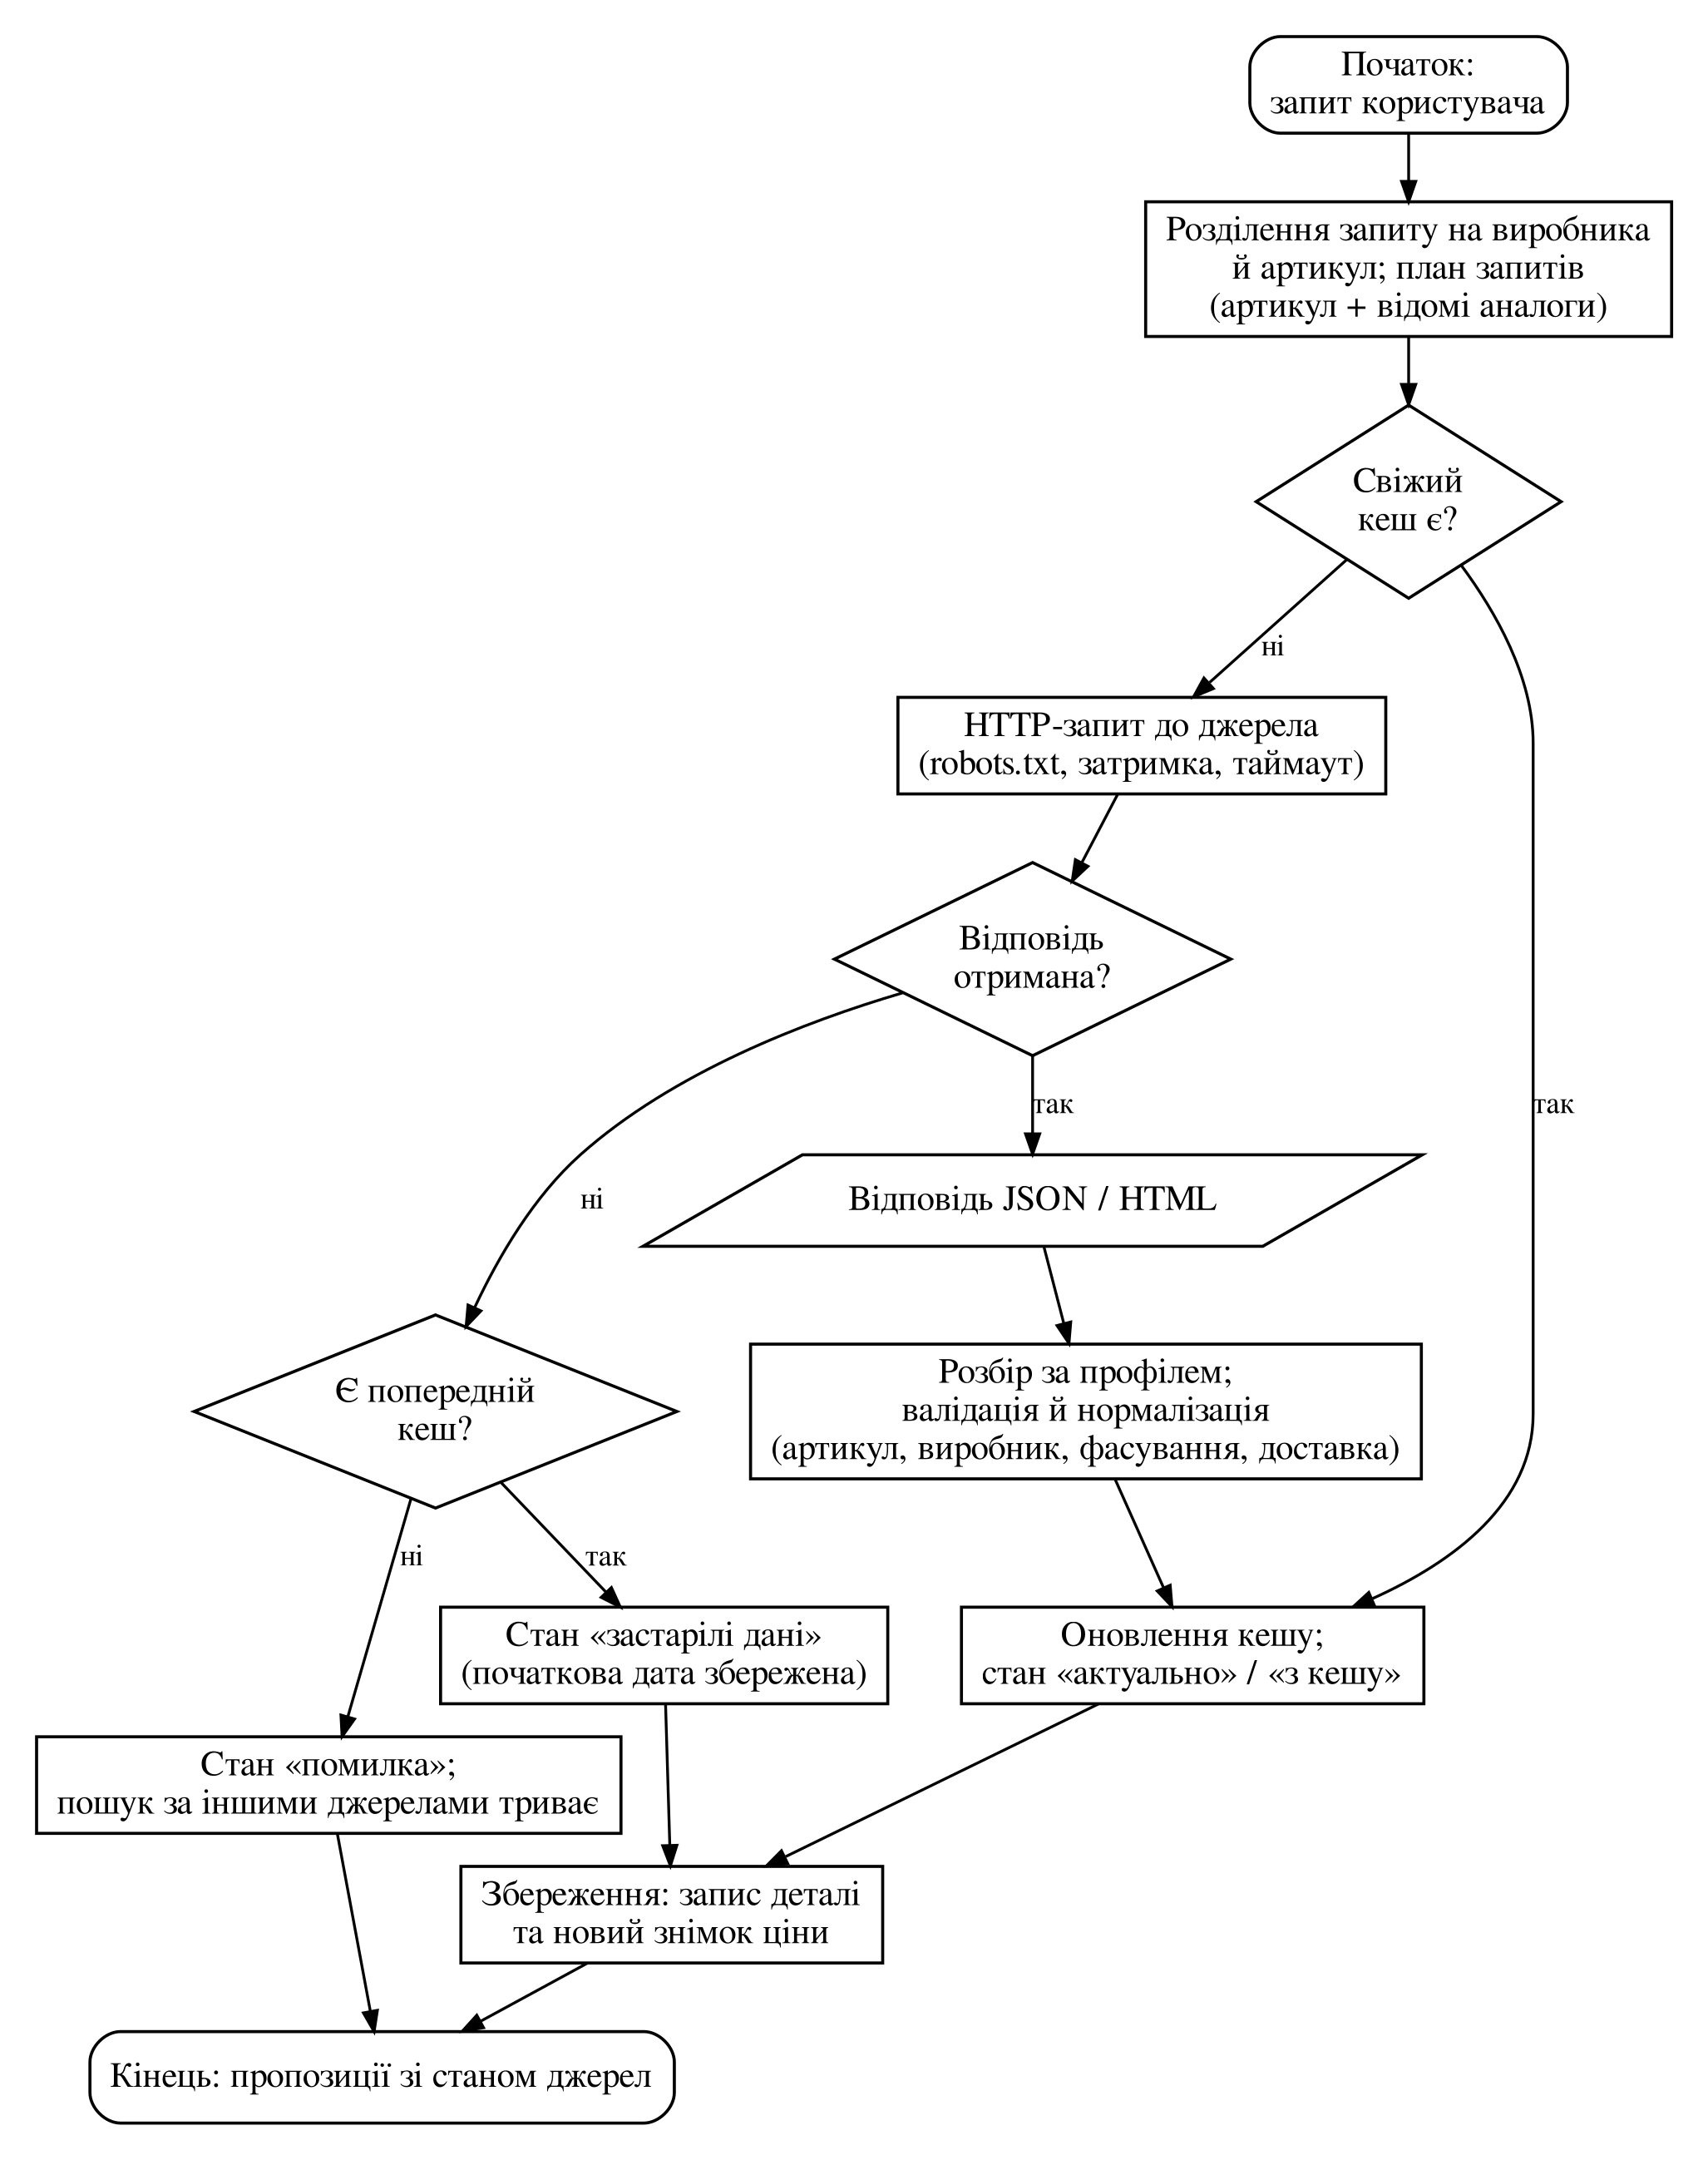 Початок:
запит користувача
Розділення запиту на виробника
й артикул; план запитів
(артикул + відомі аналоги)
Свіжий
кеш є?
ні
HTTP-запит до джерела
(robots.txt, затримка, таймаут)
Відповідь
отримана?
так
так
Відповідь JSON / HTML
ні
Розбір за профілем;
валідація й нормалізація
(артикул, виробник, фасування, доставка)
Є попередній
кеш?
ні
так
Стан «застарілі дані»
(початкова дата збережена)
Оновлення кешу;
стан «актуально» / «з кешу»
Стан «помилка»;
пошук за іншими джерелами триває
Збереження: запис деталі
та новий знімок ціни
Кінець: пропозиції зі станом джерел